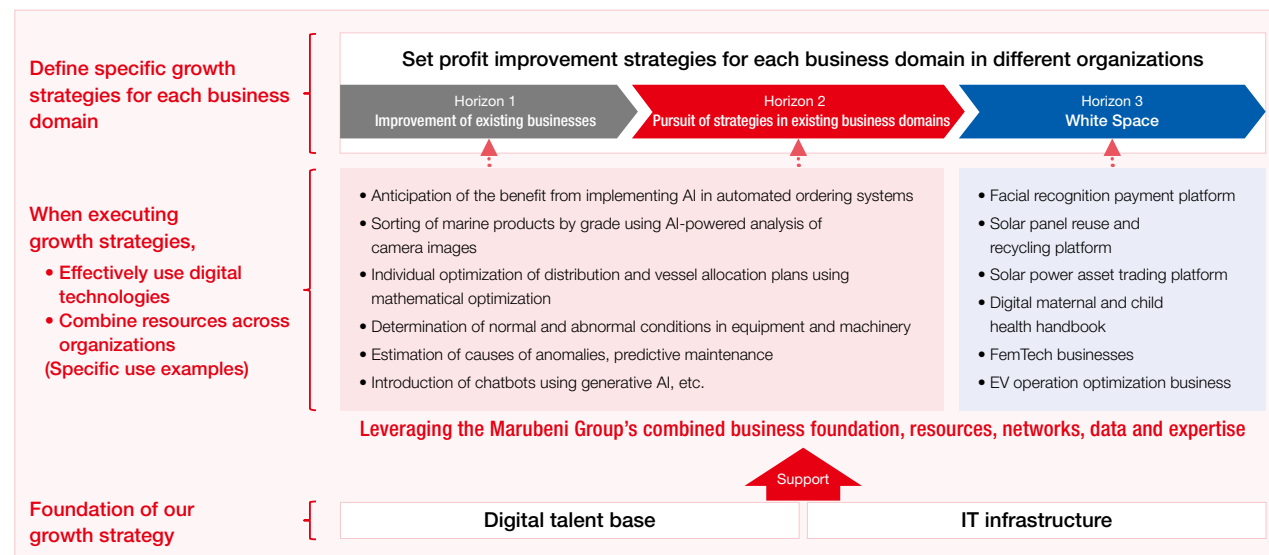 Define specific growth
strategies for each business
domain
Set profit improvement strategies for each business domain in different organizations
Horizon 1
Improvement of existing businesses
Horizon 2
Pursuit of strategies in existing business domains
Horizon 3
White Space
When executing
growth strategies,
• Effectively use digital
technologies
• Combine resources across
organizations
(Specific use examples)
• Anticipation of the benefit from implementing AI in automated ordering systems
• Sorting of marine products by grade using AI-powered analysis of
camera images
• Individual optimization of distribution and vessel allocation plans using
mathematical optimization
• Determination of normal and abnormal conditions in equipment and machinery
• Estimation of causes of anomalies, predictive maintenance
• Introduction of chatbots using generative AI, etc.
• Facial recognition payment platform
• Solar panel reuse and
recycling platform
• Solar power asset trading platform
• Digital maternal and child
health handbook
• FemTech businesses
• EV operation optimization business
Leveraging the Marubeni Group’s combined business foundation, resources, networks, data and expertise
Support
Foundation of our
growth strategy
Digital talent base
IT infrastructure